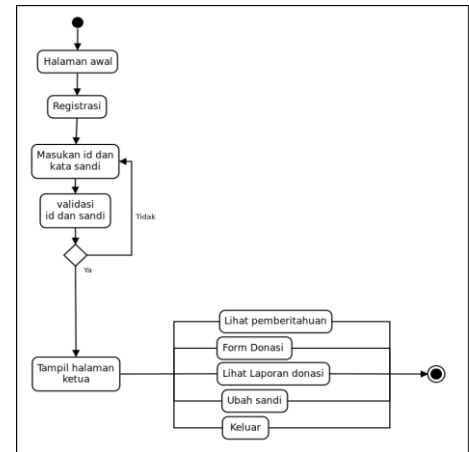 Halaman awal
Registrasi
Masukan id dan
kata sandi
validasi
id dan sandi
Tidak
Ya
Tampil halaman
ketua
Lihat pemberitahuan
Form Donasi
Lihat Laporan donasi
Ubah sandi
Keluar